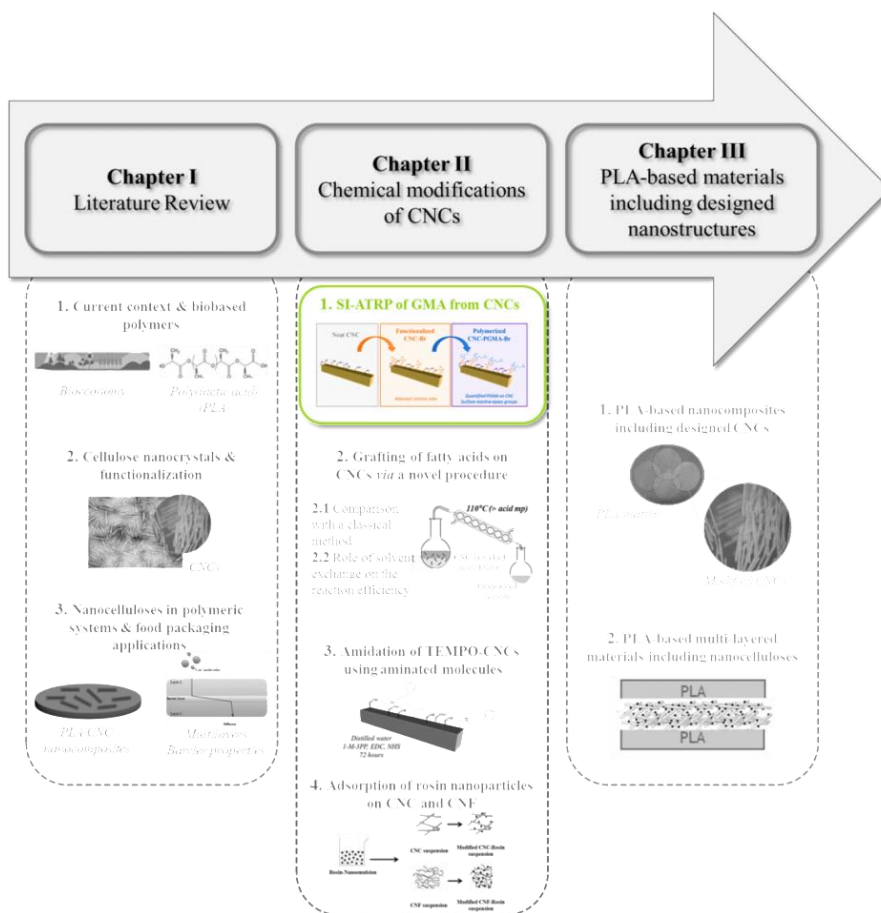 Chapter I
Literature Review
Chapter II
Chemical modifications
of CNCs
Chapter III
PLA-based materials
including designed
nanostructures
1. Current context & biobased
polymers
Bioeconomy
2. Cellulose nanocrystals &
functionalization
CNCs
3. Nanocelluloses in polymeric
systems & food packaging
applications
PLA CNC
nanocomposites
Barrier properties
1. SI-ATRP of GMA from CNCs
Neat CNC
Functionalized
CNC-Br
Polymerized
CNC-PGMA-Br
2. Grafting of fatty acids on
CNCs via a novel procedure
2.1 Comparison
with a classical
method
2.2 Role of solvent
exchange on the
reaction efficiency
110°C (> acid mp)
3. Amidation of TEMPO-CNCs
using aminated molecules
Distilled water
72 hours
4. Adsorption of rosin nanoparticles
on CNC and CNF
Rosin-Nanoemulsion
CNC suspension
Modified CNC-Rosin
suspension
CNF suspension
Modified CNF-Rosin
suspension
1. PLA-based nanocomposites
including designed CNCs
Modified CNCs
2. PLA-based multi-layered
materials including nanocelluloses
PLA
PLA